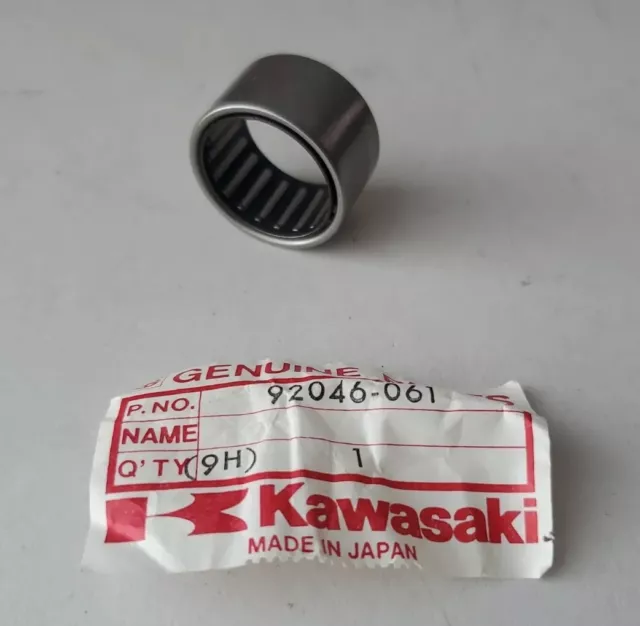 GENUINE
P. NO. 92046-061
NAME
Q'TY (9H) 1
Kawasaki
MADE IN JAPAN